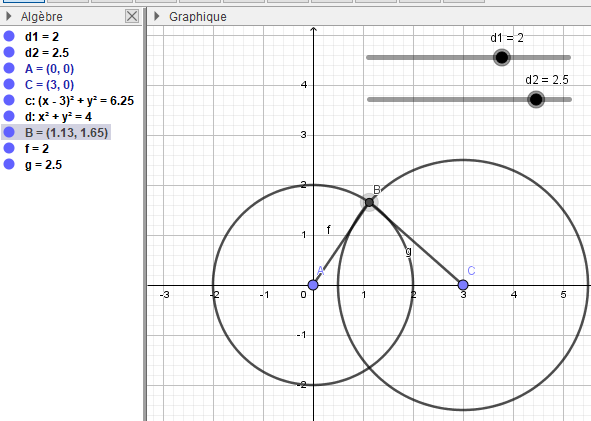 Algèbre
d1 = 2
d2 = 2.5
A = (0, 0)
C = (3, 0)
c: (x - 3)² + y² = 6.25
d: x² + y² = 4
B = (1.13, 1.65)
f = 2
g = 2.5
Graphique
d1 = 2
d2 = 2.5
4
3
2
B
1
f
g
A
C
-3 -2 -1 0 1 2 3 4 5
-1
-2